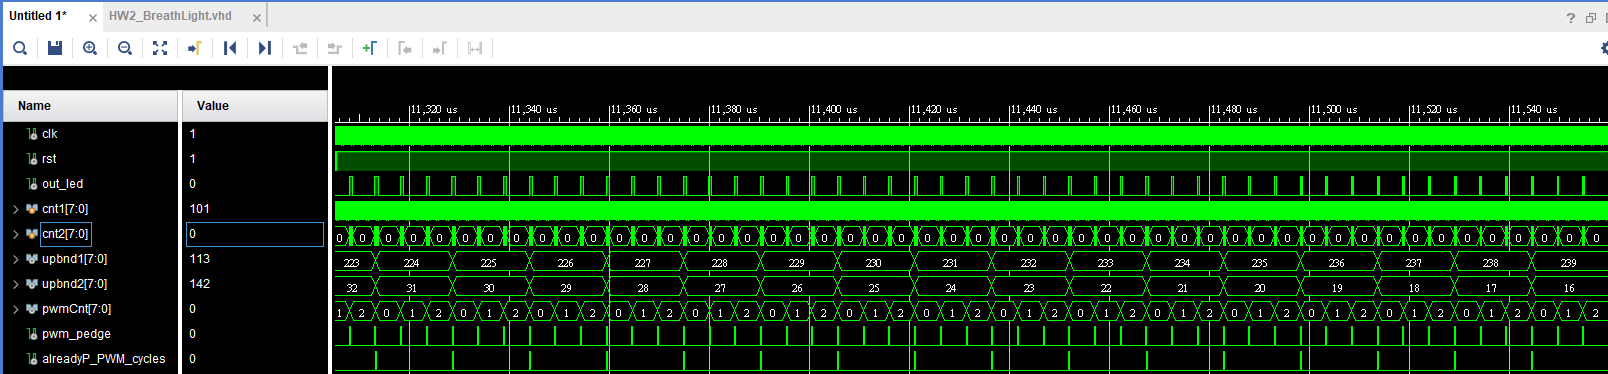 Untitled 1* × HW2_BreathLight.vhd ×
?
Name Value
11,320 us 11,340 us 11,360 us 11,380 us 11,400 us 11,420 us 11,440 us 11,460 us 11,480 us 11,500 us 11,520 us 11,540 us
clk 1
rst 1
out_led 0
cnt1[7:0] 101
cnt2[7:0] 0 0 0 0 0 0 0 0 0 0 0 0 0 0 0 0 0 0 0 0 0 0 0 0 0 0 0 0 0 0 0 0 0 0 0 0 0 0 0 0 0 0 0 0 0 0 0 0 0 0 0
upbnd1[7:0] 113 223 224 225 226 227 228 229 230 231 232 233 234 235 236 237 238 239
upbnd2[7:0] 142 32 31 30 29 28 27 26 25 24 23 22 21 20 19 18 17 16
pwmCnt[7:0] 0 1 2 0 1 2 0 1 2 0 1 2 0 1 2 0 1 2 0 1 2 0 1 2 0 1 2 0 1 2 0 1 2 0 1 2 0 1 2 0 1 2 0 1 2 0 1 2 0 1 2
pwm_pedge 0
alreadyP_PWM_cycles 0